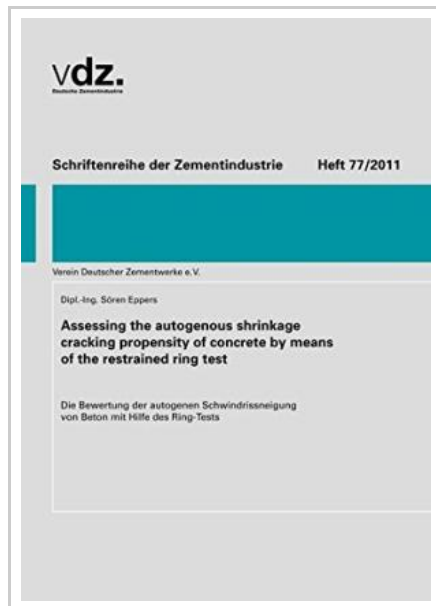 vdz.
Deutsche Zementindustrie
Schriftenreihe der Zementindustrie Heft 77/2011
Verein Deutscher Zementwerke e.V.
Dipl.-Ing. Sören Eppers
Assessing the autogenous shrinkage
cracking propensity of concrete by means
of the restrained ring test
Die Bewertung der autogenen Schwindrissneigung
von Beton mit Hilfe des Ring-Tests